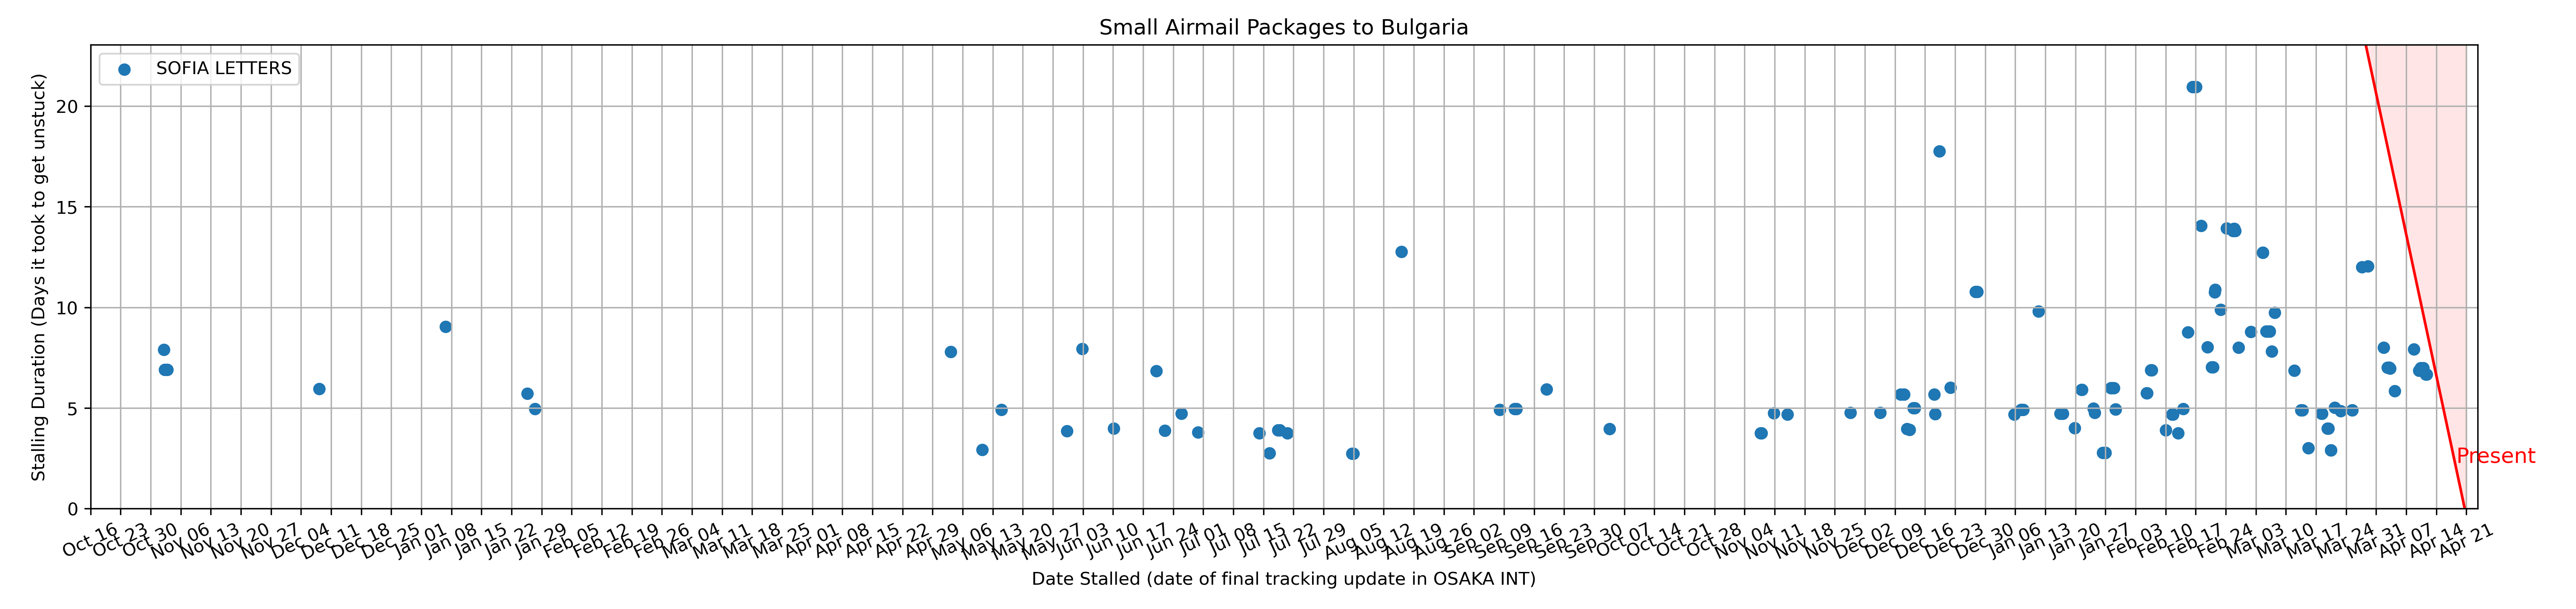 Small Airmail Packages to Bulgaria
SOFIA LETTERS
Stalling Duration (Days it took to get unstuck)
20
15
10
5
0
Present
Oct 16 Oct 23 Oct 30 Nov 06 Nov 13 Nov 20 Nov 27 Dec 04 Dec 11 Dec 18 Dec 25 Jan 01 Jan 08 Jan 15 Jan 22 Jan 29 Feb 05 Feb 12 Feb 19 Feb 26 Mar 04 Mar 11 Mar 18 Mar 25 Apr 01 Apr 08 Apr 15 Apr 22 Apr 29 May 06 May 13 May 20 May 27 Jun 03 Jun 10 Jun 17 Jun 24 Jul 01 Jul 08 Jul 15 Jul 22 Jul 29 Aug 05 Aug 12 Aug 19 Aug 26 Sep 02 Sep 09 Sep 16 Sep 23 Sep 30 Oct 07 Oct 14 Oct 21 Oct 28 Nov 04 Nov 11 Nov 18 Nov 25 Dec 02 Dec 09 Dec 16 Dec 23 Dec 30 Jan 06 Jan 13 Jan 20 Jan 27 Feb 03 Feb 10 Feb 17 Feb 24 Mar 03 Mar 10 Mar 17 Mar 24 Mar 31 Apr 07 Apr 14 Apr 21
Date Stalled (date of final tracking update in OSAKA INT)